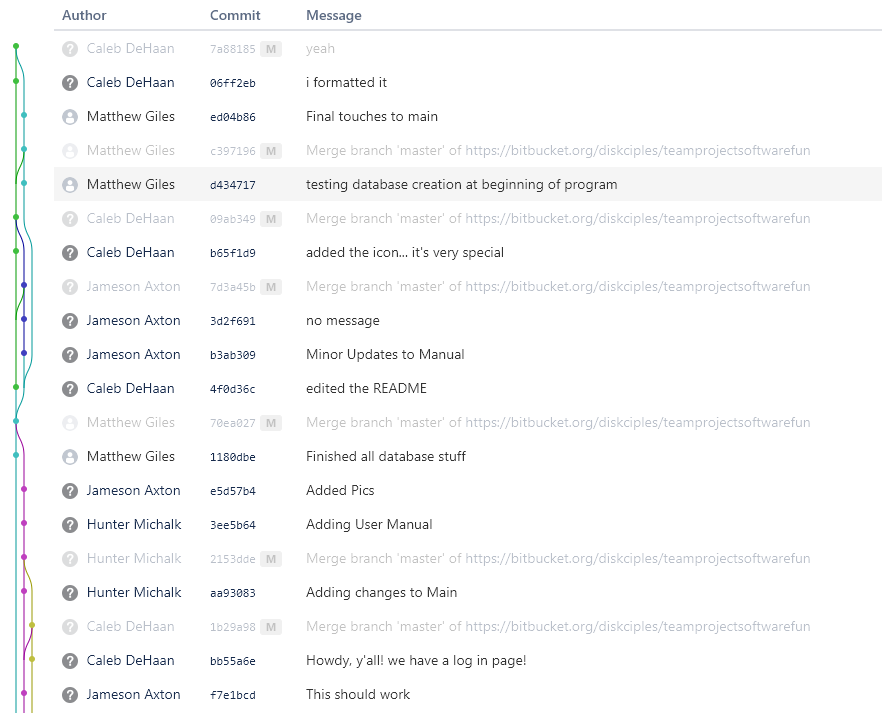 Author Commit Message
Caleb DeHaan 7a88185 M yeah
Caleb DeHaan 06ff2eb i formatted it
Matthew Giles ed04b86 Final touches to main
Matthew Giles c397196 M Merge branch 'master' of https://bitbucket.org/diskciples/teamprojectsoftwarefun
Matthew Giles d434717 testing database creation at beginning of program
Caleb DeHaan 09ab349 M Merge branch 'master' of https://bitbucket.org/diskciples/teamprojectsoftwarefun
Caleb DeHaan b65f1d9 added the icon... it's very special
Jameson Axton 7d3a45b M Merge branch 'master' of https://bitbucket.org/diskciples/teamprojectsoftwarefun
Jameson Axton 3d2f691 no message
Jameson Axton b3ab309 Minor Updates to Manual
Caleb DeHaan 4f0d36c edited the README
Matthew Giles 70ea027 M Merge branch 'master' of https://bitbucket.org/diskciples/teamprojectsoftwarefun
Matthew Giles 1180dbe Finished all database stuff
Jameson Axton e5d57b4 Added Pics
Hunter Michalk 3ee5b64 Adding User Manual
Hunter Michalk 2153dde M Merge branch 'master' of https://bitbucket.org/diskciples/teamprojectsoftwarefun
Hunter Michalk aa93083 Adding changes to Main
Caleb DeHaan 1b29a98 M Merge branch 'master' of https://bitbucket.org/diskciples/teamprojectsoftwarefun
Caleb DeHaan bb55a6e Howdy, y'all! we have a log in page!
Jameson Axton f7e1bcd This should work